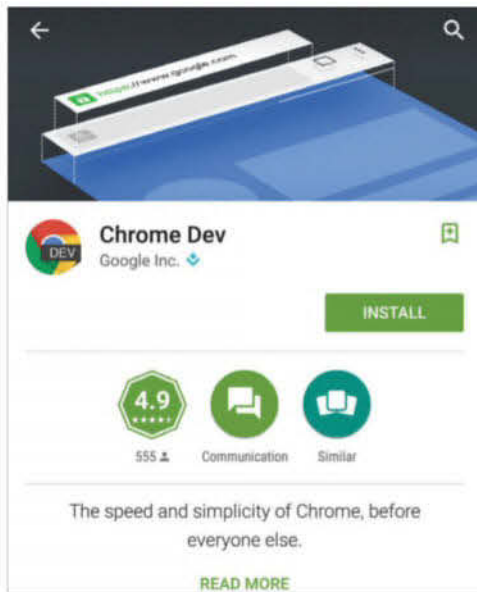 https://www.google.com
DEV
Chrome Dev
Google Inc.
INSTALL
4.9
555
Communication
Similar
The speed and simplicity of Chrome, before
everyone else.
READ MORE